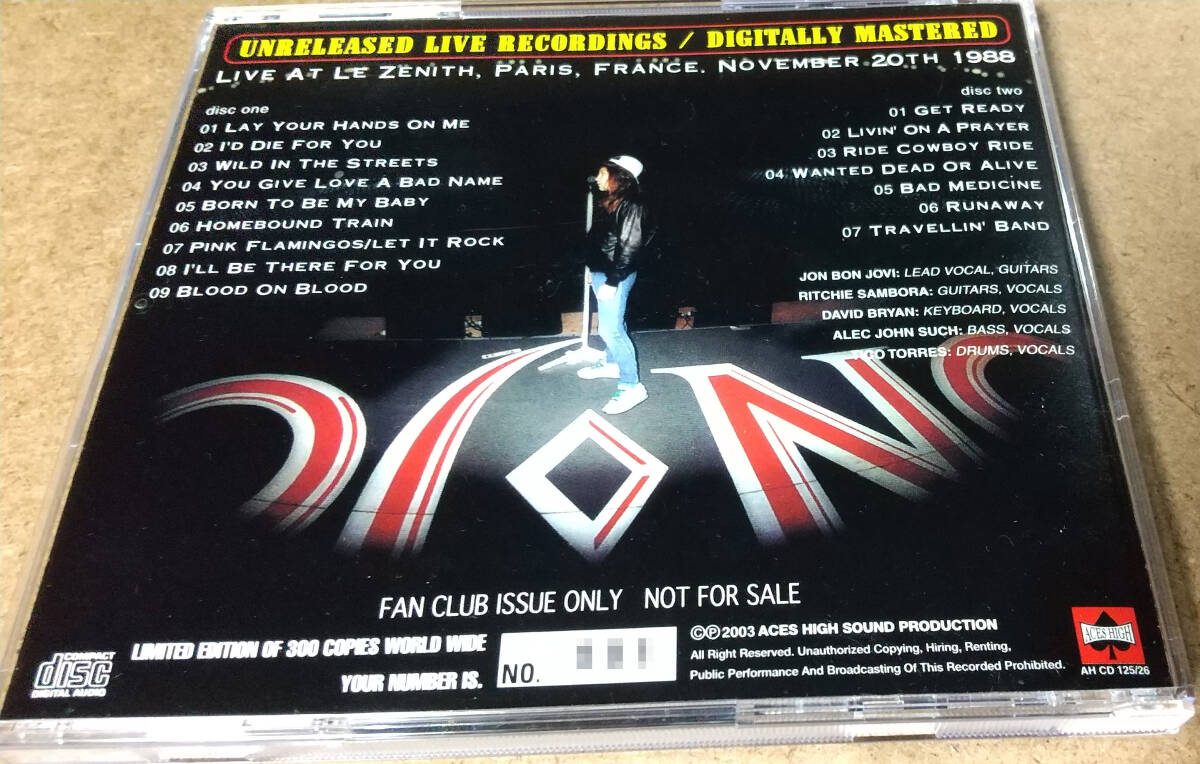 UNRELEASED LIVE RECORDINGS / DIGITALLY MASTERED
LIVE AT LE ZENITH, PARIS, FRANCE. NOVEMBER 20TH 1988
disc one
01 LAY YOUR HANDS ON ME
02 I'D DIE FOR YOU
03 WILD IN THE STREETS
04 YOU GIVE LOVE A BAD NAME
05 BORN TO BE MY BABY
06 HOMEBOUND TRAIN
07 PINK FLAMINGOS/LET IT ROCK
08 I'LL BE THERE FOR YOU
09 BLOOD ON BLOOD
disc two
01 GET READY
02 LIVIN' ON A PRAYER
03 RIDE COWBOY RIDE
04 WANTED DEAD OR ALIVE
05 BAD MEDICINE
06 RUNAWAY
07 TRAVELLIN' BAND
JON BON JOVI: LEAD VOCAL, GUITARS
RITCHIE SAMBORA: GUITARS, VOCALS
DAVID BRYAN: KEYBOARD, VOCALS
ALEC JOHN SUCH: BASS, VOCALS
TICO TORRES: DRUMS, VOCALS
FAN CLUB ISSUE ONLY NOT FOR SALE
LIMITED EDITION OF 300 COPIES WORLD WIDE
YOUR NUMBER IS.
NO.
©℗2003 ACES HIGH SOUND PRODUCTION
All Right Reserved. Unauthorized Copying, Hiring, Renting,
Public Performance And Broadcasting Of This Recorded Prohibited.
COMPACT
disc
DIGITAL AUDIO
ACES HIGH
AH CD 125/26